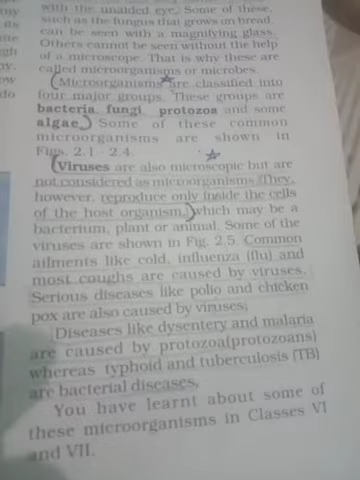 with the unaided eye. Some of these,
such as the fungus that grows on bread,
can be seen with a magnifying glass.
Others cannot be seen without the help
of a microscope. That is why these are
called microorganisms or microbes.
Microorganisms are classified into
four major groups. These groups are
bacteria, fungi, protozoa and some
algae. Some of these common
microorganisms are shown in
Figs. 2.1 - 2.4.
Viruses are also microscopic but are
not considered as microorganisms. They,
however, reproduce only inside the cells
of the host organism, which may be a
bacterium, plant or animal. Some of the
viruses are shown in Fig. 2.5. Common
ailments like cold, influenza (flu) and
most coughs are caused by viruses.
Serious diseases like polio and chicken
pox are also caused by viruses.
Diseases like dysentery and malaria
are caused by protozoa(protozoans)
whereas typhoid and tuberculosis (TB)
are bacterial diseases.
You have learnt about some of
these microorganisms in Classes VI
and VII.